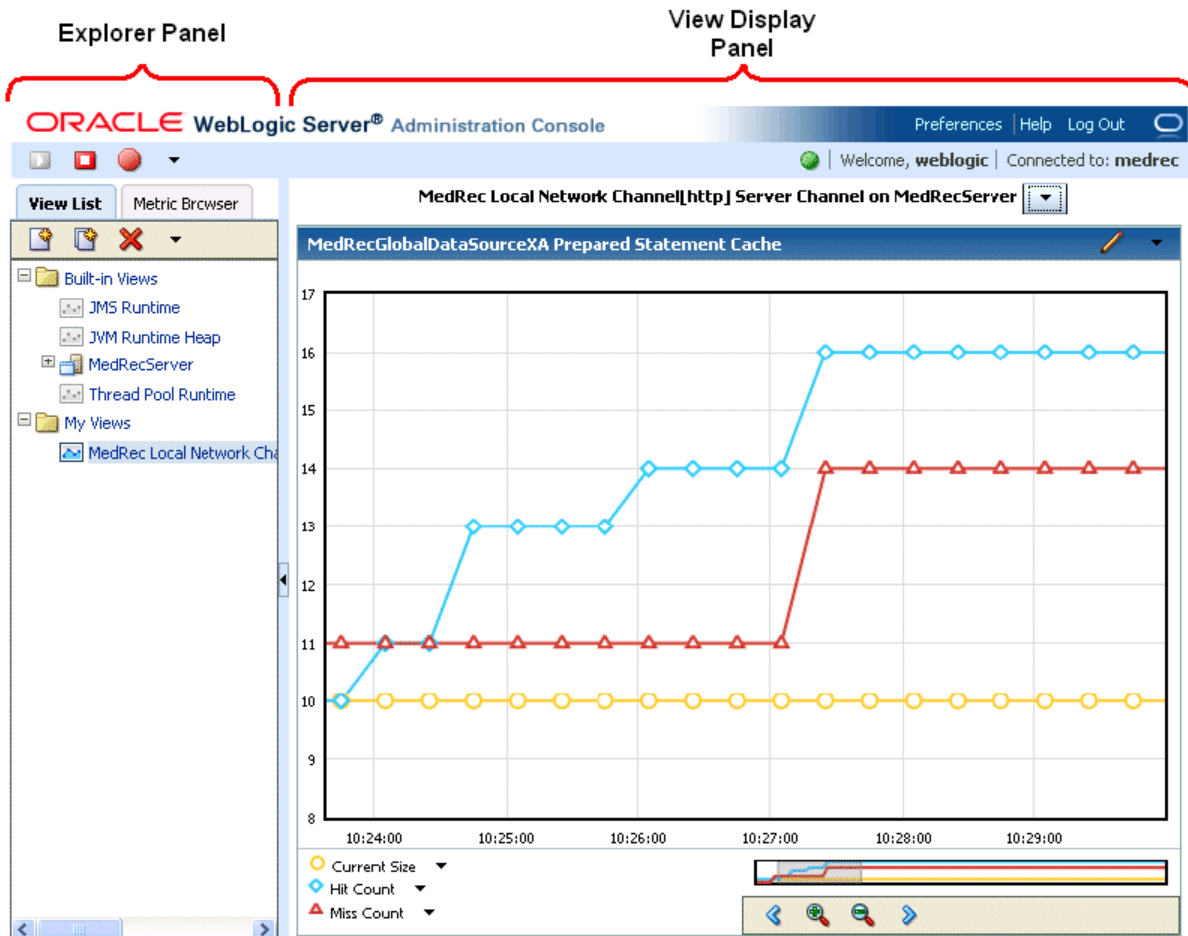 Explorer Panel
View Display
Panel
ORACLE WebLogic Server® Administration Console
Preferences | Help Log Out
Welcome, weblogic | Connected to: medrec
View List
Metric Browser
MedRec Local Network Channel[http] Server Channel on MedRecServer
MedRecGlobalDataSourceXA Prepared Statement Cache
Built-in Views
JMS Runtime
JVM Runtime Heap
MedRecServer
Thread Pool Runtime
My Views
MedRec Local Network Cha
17
16
15
14
13
12
11
10
9
8
10:24:00 10:25:00 10:26:00 10:27:00 10:28:00 10:29:00
Current Size
Hit Count
Miss Count